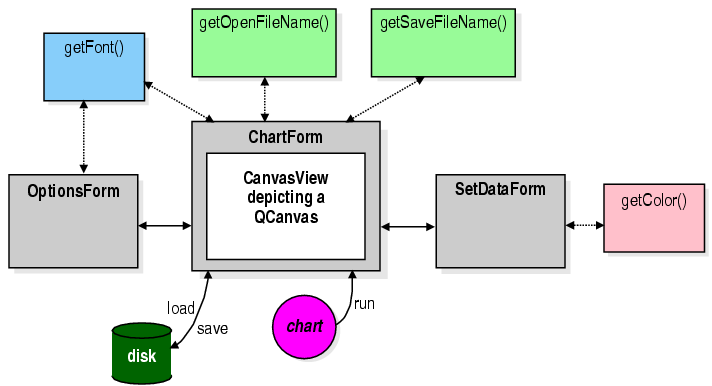 getOpenFileName()
getSaveFileName()
getFont()
ChartForm
CanvasView
depicting a
QCanvas
OptionsForm
SetDataForm
getColor()
load
save
run
chart
disk